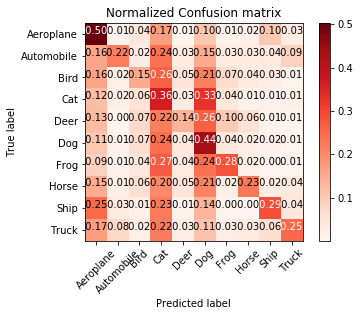 Normalized Confusion matrix
True label
Aeroplane 0.50 0.01 0.04 0.17 0.01 0.10 0.01 0.02 0.10 0.03
Automobile 0.16 0.22 0.02 0.24 0.03 0.15 0.03 0.03 0.04 0.09
Bird 0.16 0.02 0.15 0.26 0.05 0.21 0.07 0.04 0.03 0.01
Cat 0.12 0.02 0.06 0.36 0.03 0.33 0.04 0.01 0.01 0.01
Deer 0.13 0.00 0.07 0.22 0.14 0.26 0.10 0.06 0.01 0.01
Dog 0.11 0.01 0.07 0.24 0.04 0.44 0.04 0.02 0.02 0.01
Frog 0.09 0.01 0.04 0.27 0.04 0.24 0.28 0.02 0.00 0.01
Horse 0.15 0.01 0.06 0.20 0.05 0.21 0.02 0.23 0.02 0.04
Ship 0.25 0.03 0.01 0.23 0.01 0.14 0.00 0.00 0.29 0.04
Truck 0.17 0.08 0.02 0.22 0.03 0.11 0.03 0.03 0.06 0.25
Aeroplane Automobile Bird Cat Deer Dog Frog Horse Ship Truck
Predicted label
0.5
0.4
0.3
0.2
0.1